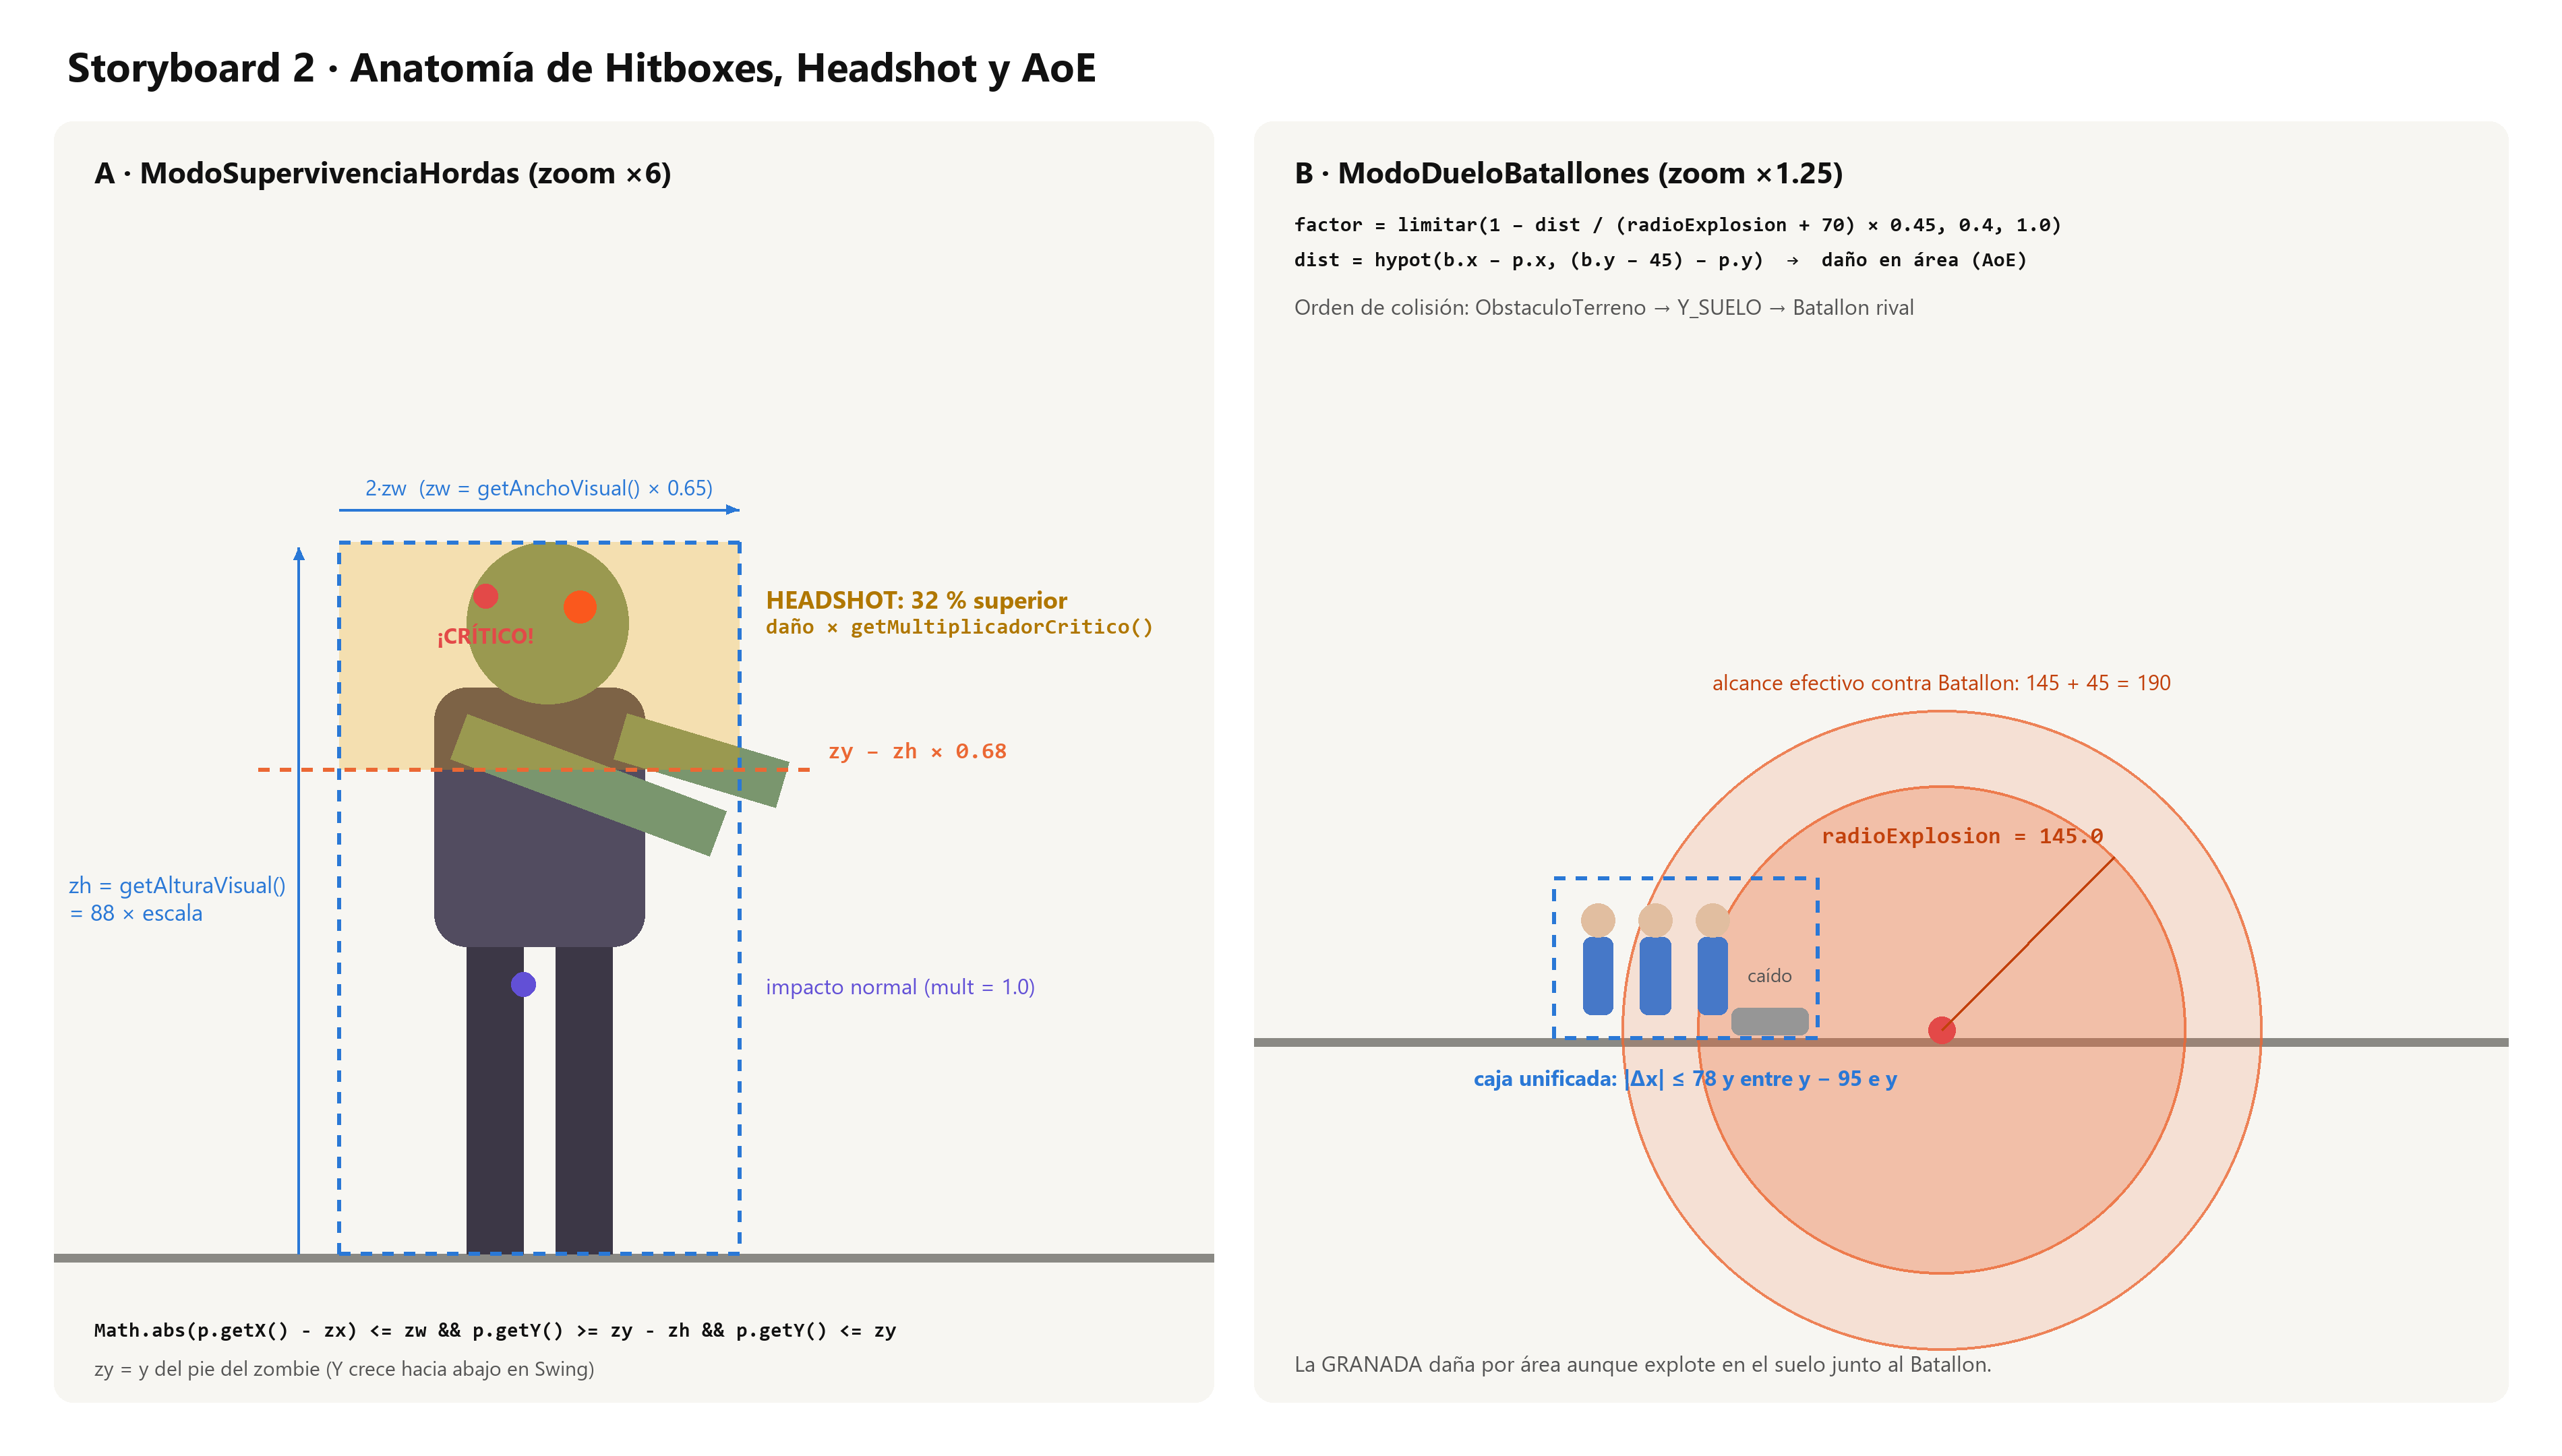 Storyboard 2 · Anatomía de Hitboxes, Headshot y AoE
A · ModoSupervivenciaHordas (zoom ×6)
2·zw (zw = getAnchoVisual() × 0.65)
¡CRÍTICO!
HEADSHOT: 32 % superior
daño × getMultiplicadorCritico()
zy − zh × 0.68
zh = getAlturaVisual()
= 88 × escala
impacto normal (mult = 1.0)
Math.abs(p.getX() - zx) <= zw && p.getY() >= zy - zh && p.getY() <= zy
zy = y del pie del zombie (Y crece hacia abajo en Swing)
B · ModoDueloBatallones (zoom ×1.25)
factor = limitar(1 − dist / (radioExplosion + 70) × 0.45, 0.4, 1.0)
dist = hypot(b.x − p.x, (b.y − 45) − p.y) → daño en área (AoE)
Orden de colisión: ObstaculoTerreno → Y_SUELO → Batallon rival
alcance efectivo contra Batallon: 145 + 45 = 190
radioExplosion = 145.0
caído
caja unificada: |Δx| ≤ 78 y entre y − 95 e y
La GRANADA daña por área aunque explote en el suelo junto al Batallon.